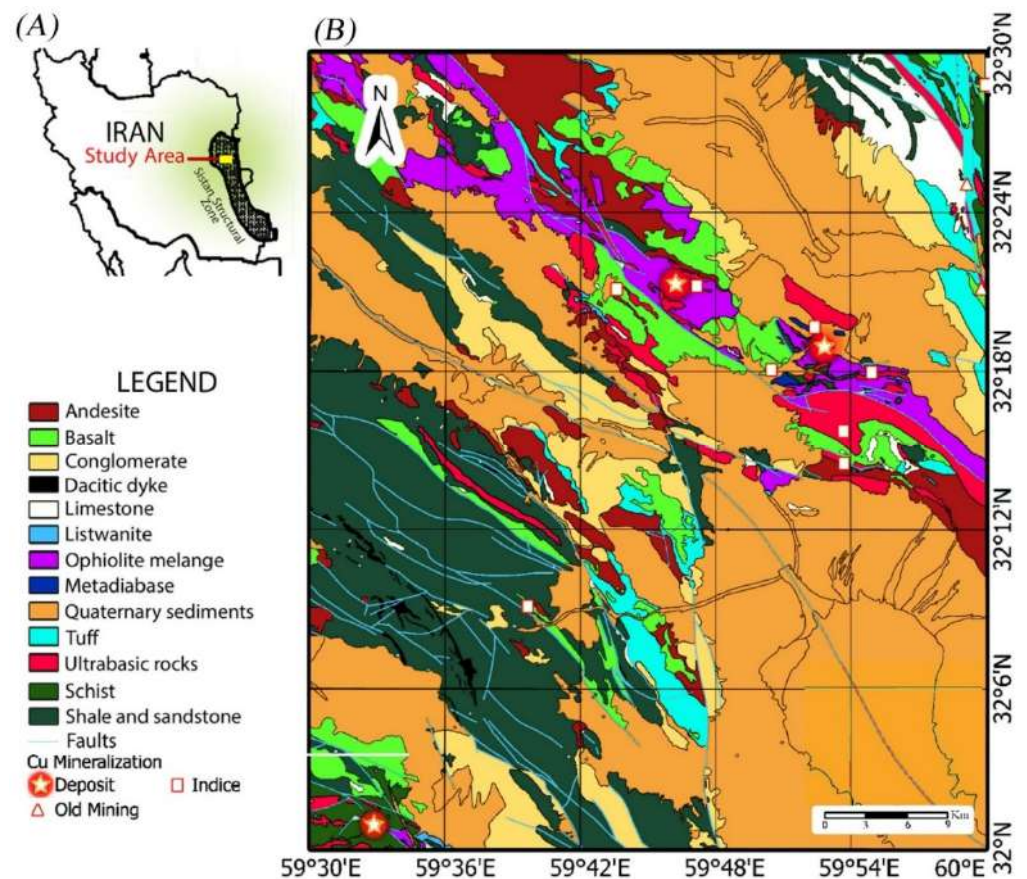 (A)
(B)
N
IRAN
Study Area
Sistan Structural
Zone
LEGEND
Andesite
Basalt
Conglomerate
Dacitic dyke
Limestone
Listwanite
Ophiolite melange
Metadiabase
Quaternary sediments
Tuff
Ultrabasic rocks
Schist
Shale and sandstone
Faults
Cu Mineralization
Deposit
Indice
Old Mining
32°30'N
32°24'N
32°18'N
32°12'N
32°6'N
32°N
0 3 6 9 Km
59°30'E 59°36'E 59°42'E 59°48'E 59°54'E 60°E